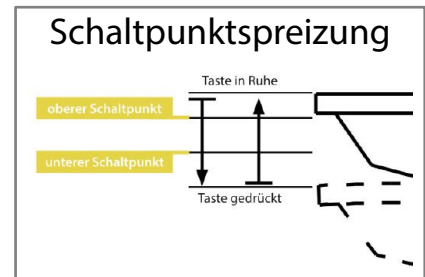 Schaltpunktspreizung
Taste in Ruhe
oberer Schaltpunkt
unterer Schaltpunkt
Taste gedrückt